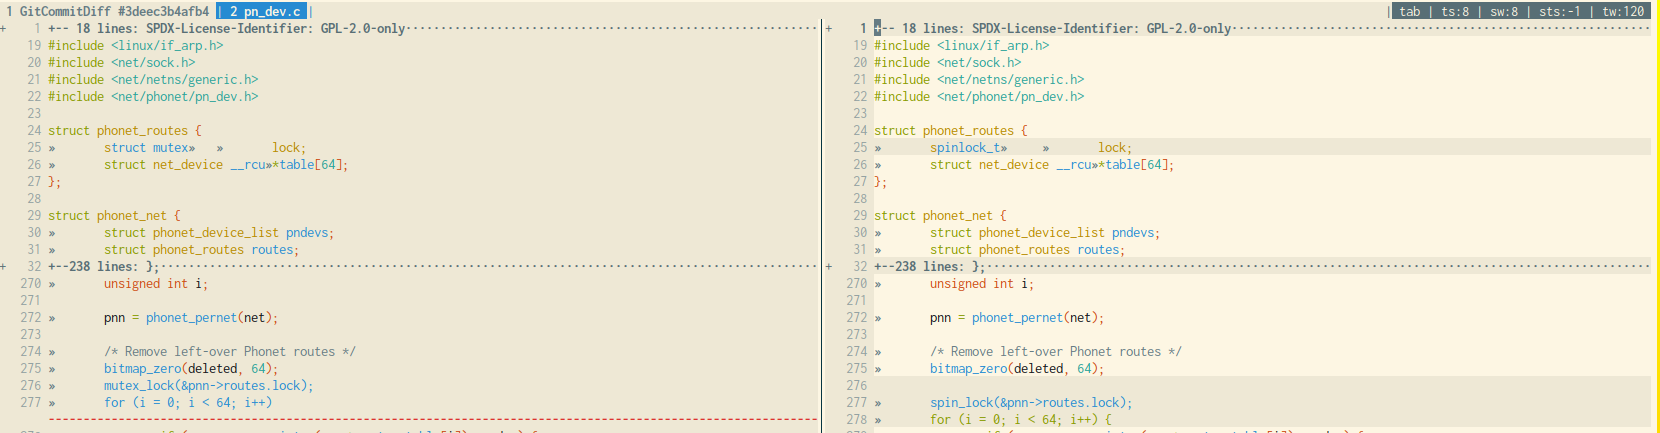 1 GitCommitDiff #3deec3b4afb4 | 2 pn_dev.c | | tab | ts:8 | sw:8 | sts:-1 | tw:120
+ 1 +-- 18 lines: SPDX-License-Identifier: GPL-2.0-only
19 #include <linux/if_arp.h>
20 #include <net/sock.h>
21 #include <net/netns/generic.h>
22 #include <net/phonet/pn_dev.h>
23
24 struct phonet_routes {
25 » struct mutex» » lock;
26 » struct net_device __rcu»*table[64];
27 };
28
29 struct phonet_net {
30 » struct phonet_device_list pndevs;
31 » struct phonet_routes routes;
+ 32 +--238 lines: };
270 » unsigned int i;
271
272 » pnn = phonet_pernet(net);
273
274 » /* Remove left-over Phonet routes */
275 » bitmap_zero(deleted, 64);
276 » mutex_lock(&pnn->routes.lock);
277 » for (i = 0; i < 64; i++)
+ 1 +-- 18 lines: SPDX-License-Identifier: GPL-2.0-only
19 #include <linux/if_arp.h>
20 #include <net/sock.h>
21 #include <net/netns/generic.h>
22 #include <net/phonet/pn_dev.h>
23
24 struct phonet_routes {
25 » spinlock_t» » lock;
26 » struct net_device __rcu»*table[64];
27 };
28
29 struct phonet_net {
30 » struct phonet_device_list pndevs;
31 » struct phonet_routes routes;
+ 32 +--238 lines: };
270 » unsigned int i;
271
272 » pnn = phonet_pernet(net);
273
274 » /* Remove left-over Phonet routes */
275 » bitmap_zero(deleted, 64);
276
277 » spin_lock(&pnn->routes.lock);
278 » for (i = 0; i < 64; i++) {